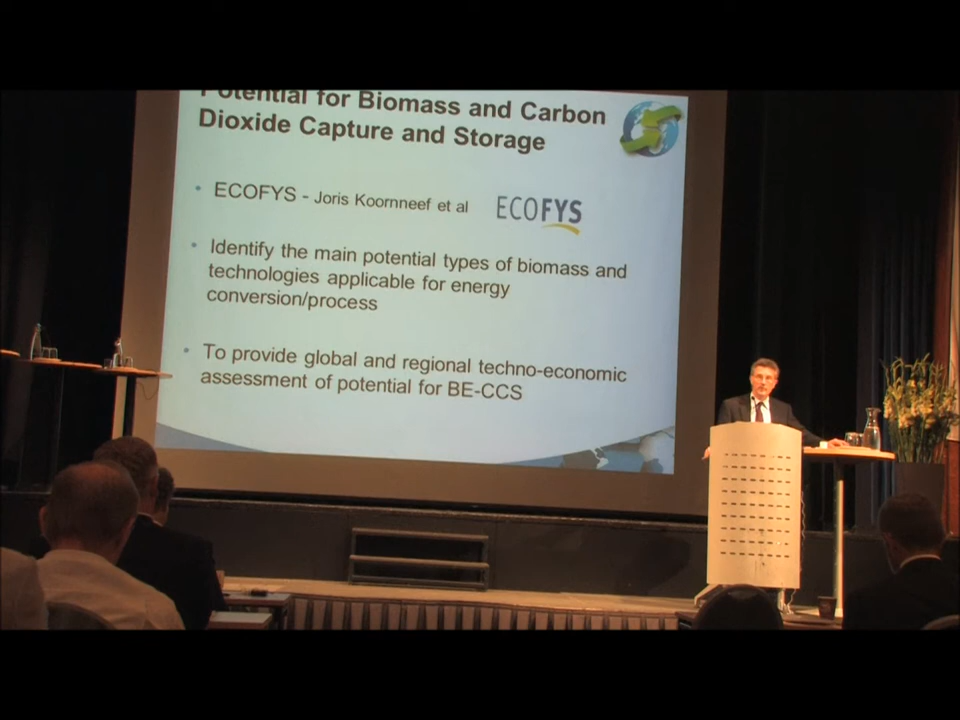 Potential for Biomass and Carbon
Dioxide Capture and Storage
• ECOFYS - Joris Koornneef et al
ECOFYS
• Identify the main potential types of biomass and
technologies applicable for energy
conversion/process
• To provide global and regional techno-economic
assessment of potential for BE-CCS